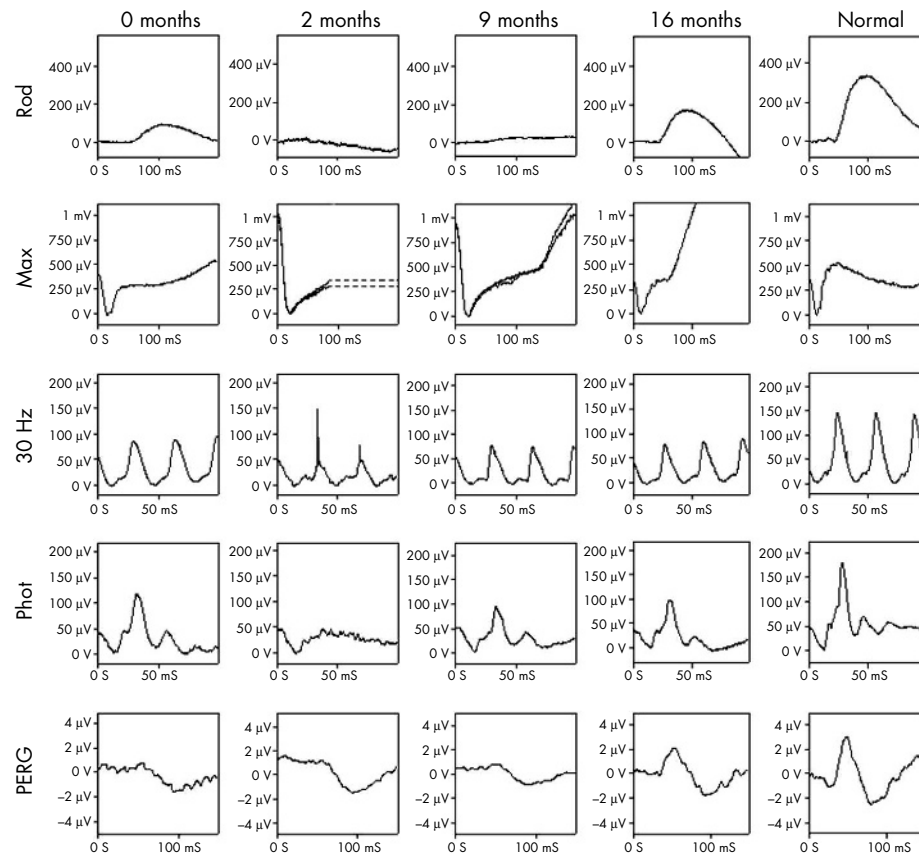 0 months 2 months 9 months 16 months Normal
Rod
400 µV 400 µV 400 µV 400 µV 400 µV
200 µV 200 µV 200 µV 200 µV 200 µV
0 V 0 V 0 V 0 V 0 V
0 S 100 mS 0 S 100 mS 0 S 100 mS 0 S 100 mS 0 S 100 mS
Max
1 mV 1 mV 1 mV 1 mV 1 mV
750 µV 750 µV 750 µV 750 µV 750 µV
500 µV 500 µV 500 µV 500 µV 500 µV
250 µV 250 µV 250 µV 250 µV 250 µV
0 V 0 V 0 V 0 V 0 V
0 S 100 mS 0 S 100 mS 0 S 100 mS 0 S 100 mS 0 S 100 mS
30 Hz
200 µV 200 µV 200 µV 200 µV 200 µV
150 µV 150 µV 150 µV 150 µV 150 µV
100 µV 100 µV 100 µV 100 µV 100 µV
50 µV 50 µV 50 µV 50 µV 50 µV
0 V 0 V 0 V 0 V 0 V
0 S 50 mS 0 S 50 mS 0 S 50 mS 0 S 50 mS 0 S 50 mS
Phot
200 µV 200 µV 200 µV 200 µV 200 µV
150 µV 150 µV 150 µV 150 µV 150 µV
100 µV 100 µV 100 µV 100 µV 100 µV
50 µV 50 µV 50 µV 50 µV 50 µV
0 V 0 V 0 V 0 V 0 V
0 S 50 mS 0 S 50 mS 0 S 50 mS 0 S 50 mS 0 S 50 mS
PERG
4 µV 4 µV 4 µV 4 µV 4 µV
2 µV 2 µV 2 µV 2 µV 2 µV
0 V 0 V 0 V 0 V 0 V
−2 µV −2 µV −2 µV −2 µV −2 µV
−4 µV −4 µV −4 µV −4 µV −4 µV
0 S 100 mS 0 S 100 mS 0 S 100 mS 0 S 100 mS 0 S 100 mS